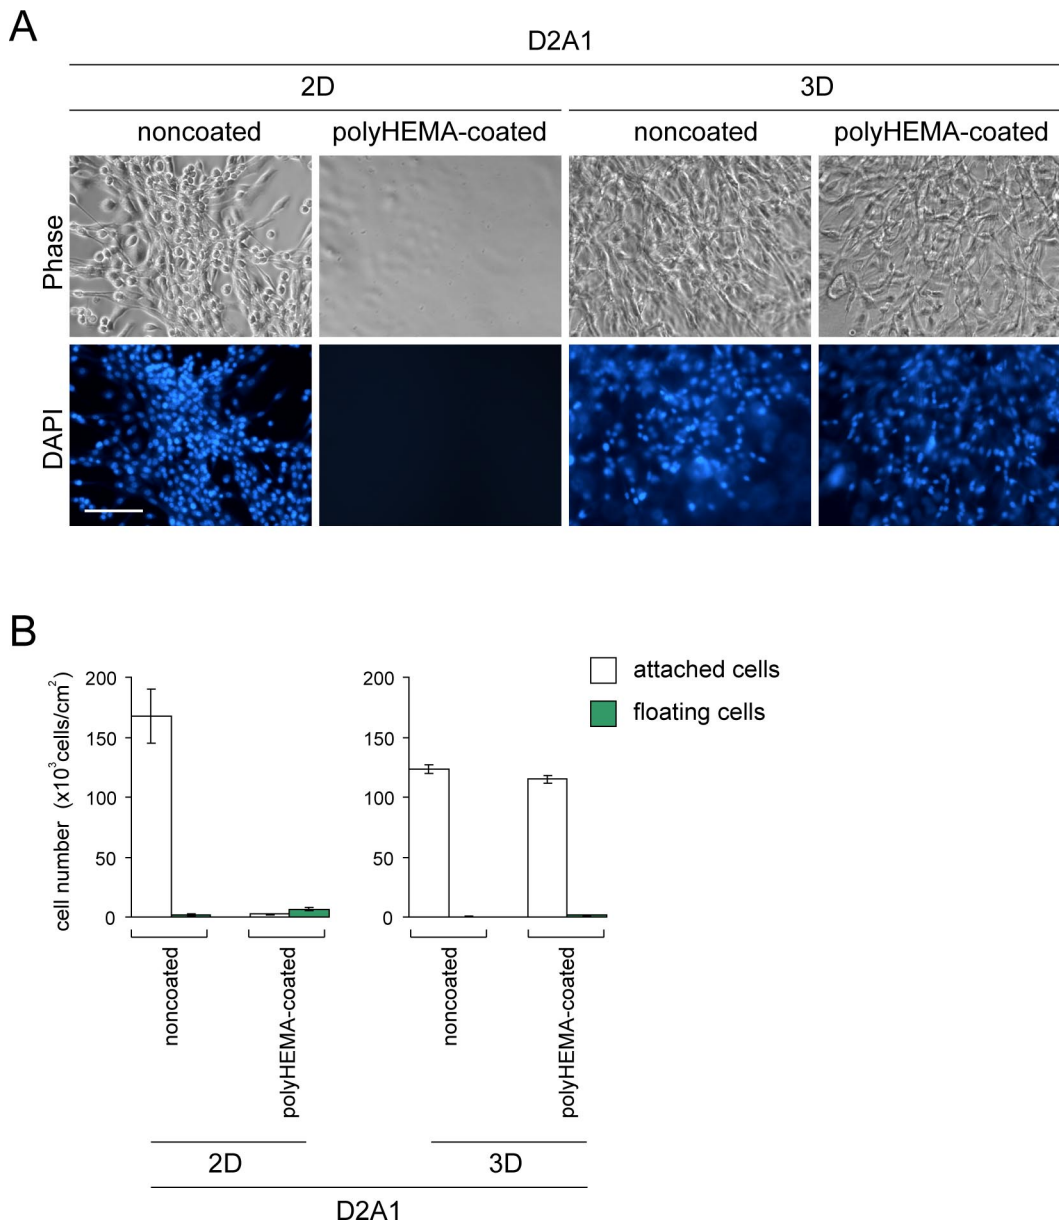 A
D2A1
2D 3D
noncoated polyHEMA-coated noncoated polyHEMA-coated
Phase
DAPI
B
cell number (x10³cells/cm²)
200
150
100
50
0
200
150
100
50
0
attached cells
floating cells
noncoated
polyHEMA-coated
noncoated
polyHEMA-coated
2D 3D
D2A1